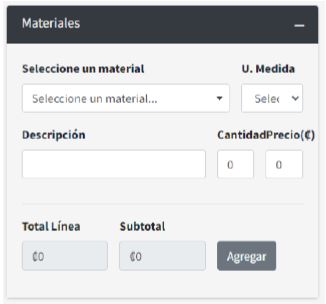 Materiales
Seleccione un material U. Medida
Seleccione un material... Selec
Descripción CantidadPrecio(₡)
0 0
Total Línea Subtotal
₡0 ₡0 Agregar